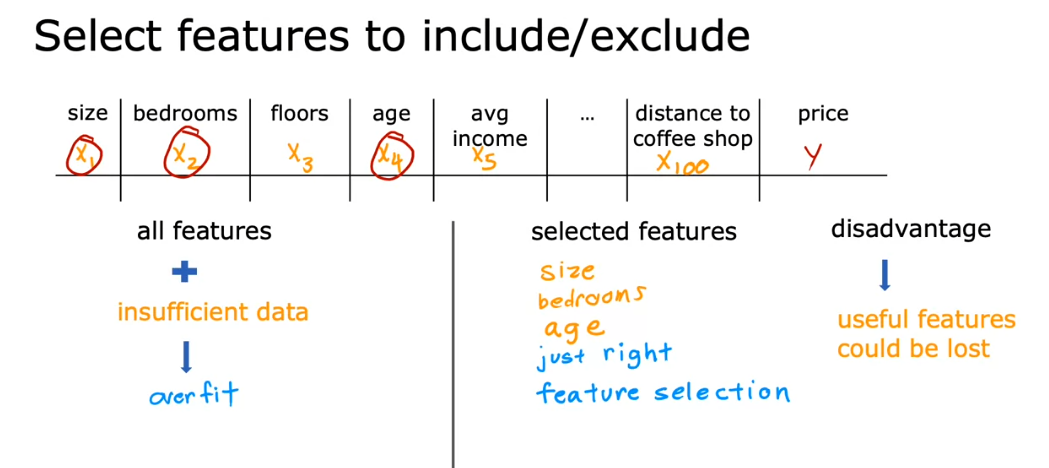 Select features to include/exclude
size bedrooms floors age avg income ... distance to coffee shop price
x₁ x₂ x₃ x₄ x₅ x₁₀₀ y
all features
+
insufficient data
overfit
selected features
size
bedrooms
age
just right
feature selection
disadvantage
useful features
could be lost